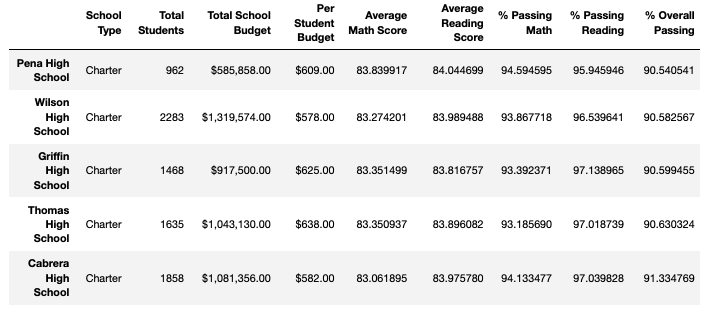 School Type Total Students Total School Budget Per Student Budget Average Math Score Average Reading Score % Passing Math % Passing Reading % Overall Passing
Pena High School Charter 962 $585,858.00 $609.00 83.839917 84.044699 94.594595 95.945946 90.540541
Wilson High School Charter 2283 $1,319,574.00 $578.00 83.274201 83.989488 93.867718 96.539641 90.582567
Griffin High School Charter 1468 $917,500.00 $625.00 83.351499 83.816757 93.392371 97.138965 90.599455
Thomas High School Charter 1635 $1,043,130.00 $638.00 83.350937 83.896082 93.185690 97.018739 90.630324
Cabrera High School Charter 1858 $1,081,356.00 $582.00 83.061895 83.975780 94.133477 97.039828 91.334769